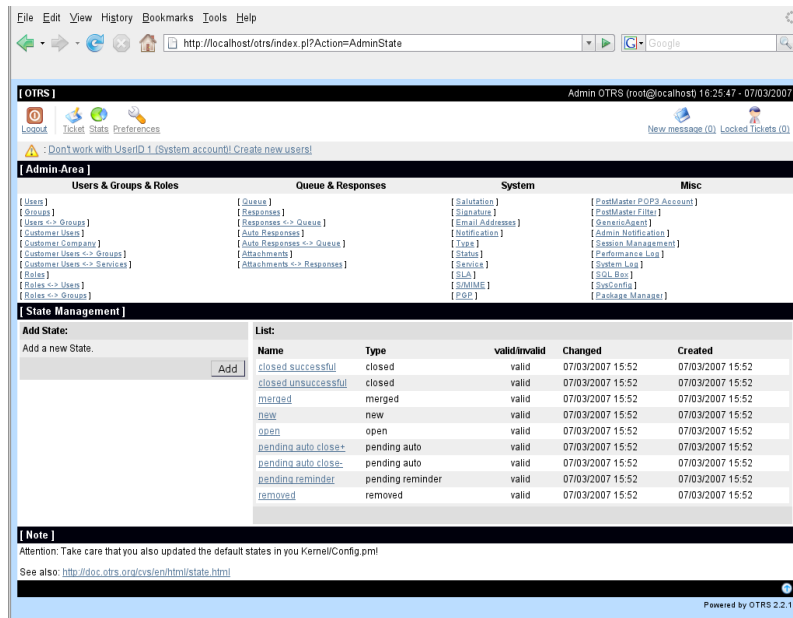 File Edit View History Bookmarks Tools Help
http://localhost/otrs/index.pl?Action=AdminState
G Google
[ OTRS ] Admin OTRS (root@localhost) 16:25:47 - 07/03/2007
Logout Ticket Stats Preferences New message (0) Locked Tickets (0)
: Don't work with UserID 1 (System account)! Create new users!
[ Admin-Area ]
Users & Groups & Roles Queue & Responses System Misc
[ Users ] [ Queue ] [ Salutation ] [ PostMaster POP3 Account ]
[ Groups ] [ Responses ] [ Signature ] [ PostMaster Filter ]
[ Users <-> Groups ] [ Responses <-> Queue ] [ Email Addresses ] [ GenericAgent ]
[ Customer Users ] [ Auto Responses ] [ Notification ] [ Admin Notification ]
[ Customer Company ] [ Auto Responses <-> Queue ] [ Type ] [ Session Management ]
[ Customer Users <-> Groups ] [ Attachments ] [ Status ] [ Performance Log ]
[ Customer Users <-> Services ] [ Attachments <-> Responses ] [ Service ] [ System Log ]
[ Roles ] [ SLA ] [ SQL Box ]
[ Roles <-> Users ] [ S/MIME ] [ SysConfig ]
[ Roles <-> Groups ] [ PGP ] [ Package Manager ]
[ State Management ]
Add State: List:
Add a new State.
Add
Name Type valid/invalid Changed Created
closed successful closed valid 07/03/2007 15:52 07/03/2007 15:52
closed unsuccessful closed valid 07/03/2007 15:52 07/03/2007 15:52
merged merged valid 07/03/2007 15:52 07/03/2007 15:52
new new valid 07/03/2007 15:52 07/03/2007 15:52
open open valid 07/03/2007 15:52 07/03/2007 15:52
pending auto close+ pending auto valid 07/03/2007 15:52 07/03/2007 15:52
pending auto close- pending auto valid 07/03/2007 15:52 07/03/2007 15:52
pending reminder pending reminder valid 07/03/2007 15:52 07/03/2007 15:52
removed removed valid 07/03/2007 15:52 07/03/2007 15:52
[ Note ]
Attention: Take care that you also updated the default states in you Kernel/Config.pm!
See also: http://doc.otrs.org/cvs/en/html/state.html
Powered by OTRS 2.2.1